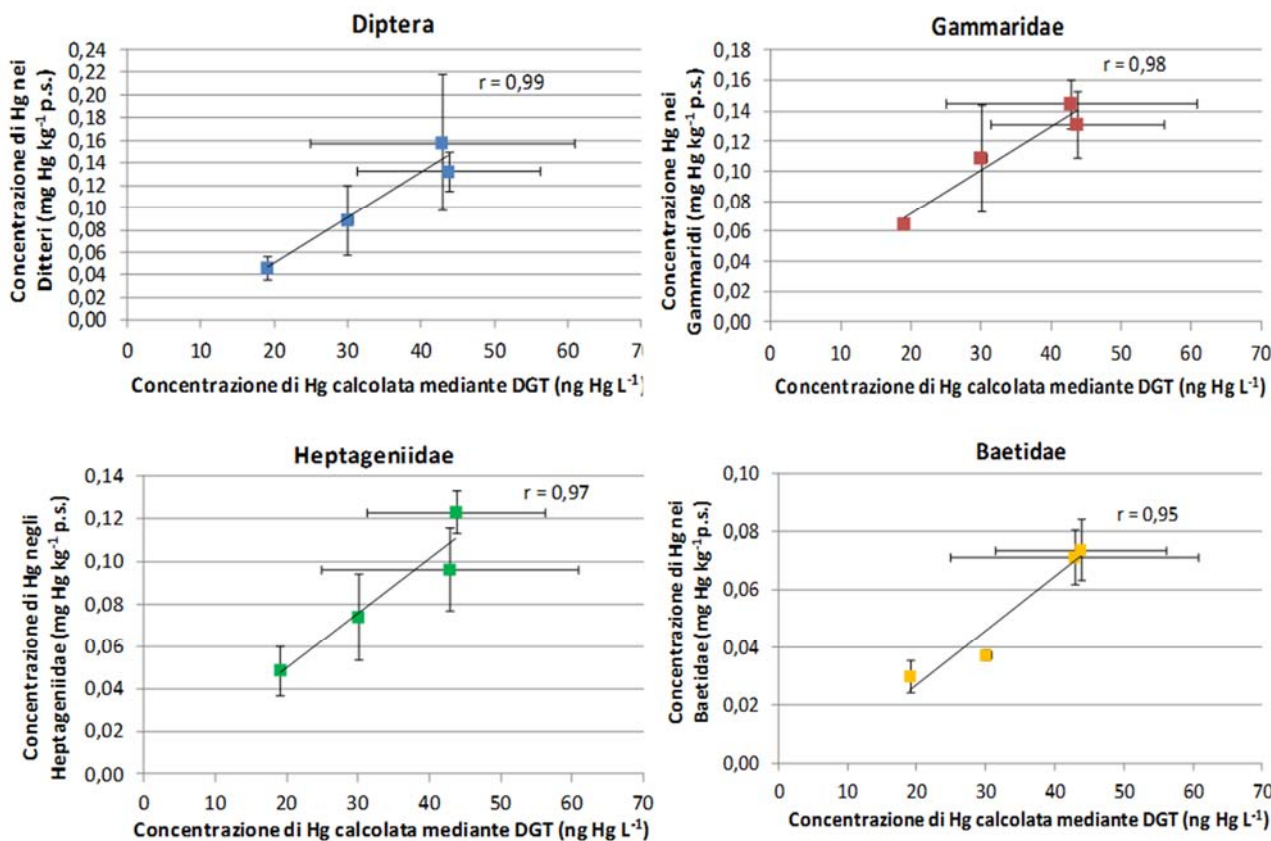 Diptera
Concentrazione di Hg nei
Ditteri (mg Hg kg⁻¹ p.s.)
0,24
0,22
0,20
0,18
0,16
0,14
0,12
0,10
0,08
0,06
0,04
0,02
0,00
r = 0,99
0 10 20 30 40 50 60 70
Concentrazione di Hg calcolata mediante DGT (ng Hg L⁻¹)
Gammaridae
Concentrazione Hg nei
Gammaridi (mg Hg kg⁻¹ p.s.)
0,18
0,16
0,14
0,12
0,10
0,08
0,06
0,04
0,02
0,00
r = 0,98
0 10 20 30 40 50 60 70
Concentrazione di Hg calcolata mediante DGT (ng Hg L⁻¹)
Heptageniidae
Concentrazione di Hg negli
Heptageniidae (mg Hg kg⁻¹ p.s.)
0,14
0,12
0,10
0,08
0,06
0,04
0,02
0,00
r = 0,97
0 10 20 30 40 50 60 70
Concentrazione di Hg calcolata mediante DGT (ng Hg L⁻¹)
Baetidae
Concentrazione di Hg nei
Baetidae (mg Hg kg⁻¹p.s.)
0,10
0,08
0,06
0,04
0,02
0,00
r = 0,95
0 10 20 30 40 50 60 70
Concentrazione di Hg calcolata mediante DGT (ng Hg L⁻¹)